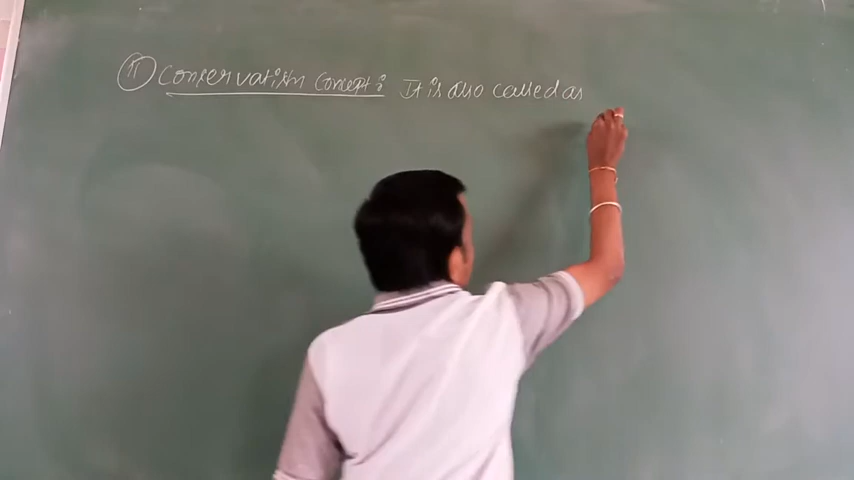 (11) Conservatism Concept : It is also called as